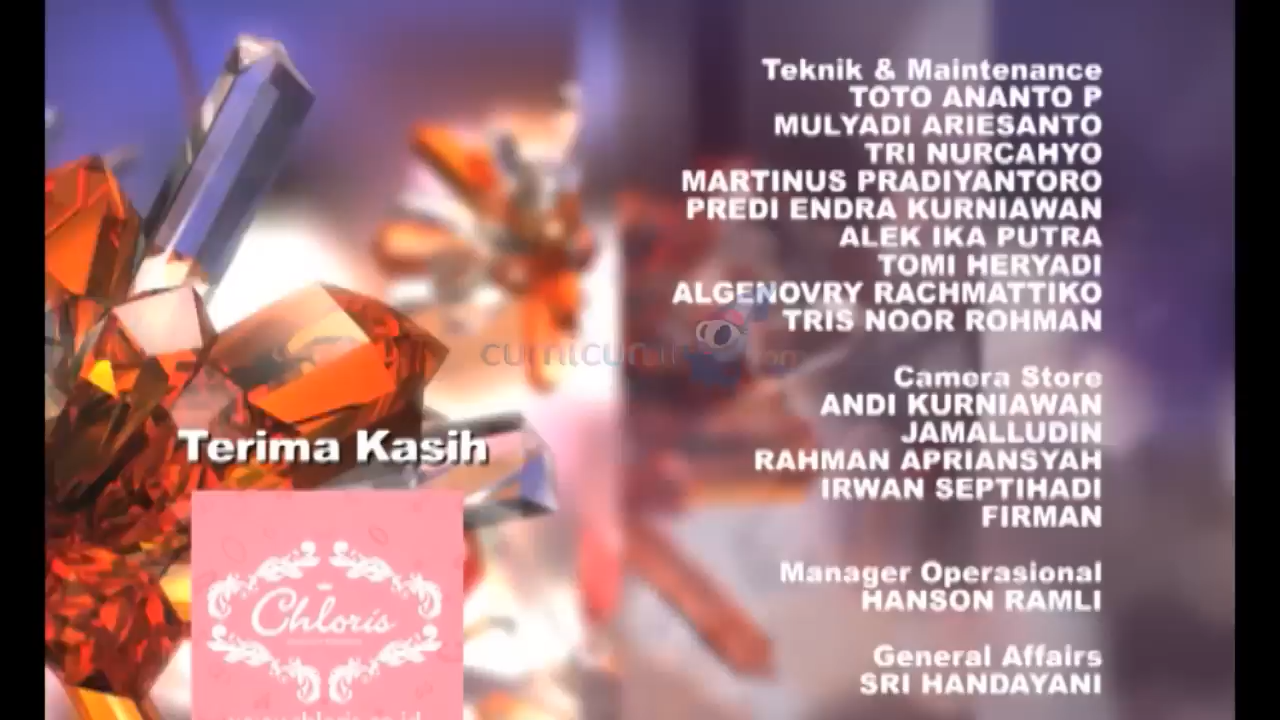 Teknik & Maintenance
TOTO ANANTO P
MULYADI ARIESANTO
TRI NURCAHYO
MARTINUS PRADIYANTORO
PREDI ENDRA KURNIAWAN
ALEK IKA PUTRA
TOMI HERYADI
ALGENOVRY RACHMATTIKO
TRIS NOOR ROHMAN
Camera Store
ANDI KURNIAWAN
JAMALLUDIN
RAHMAN APRIANSYAH
IRWAN SEPTIHADI
FIRMAN
Manager Operasional
HANSON RAMLI
General Affairs
SRI HANDAYANI
Terima Kasih
Chloris